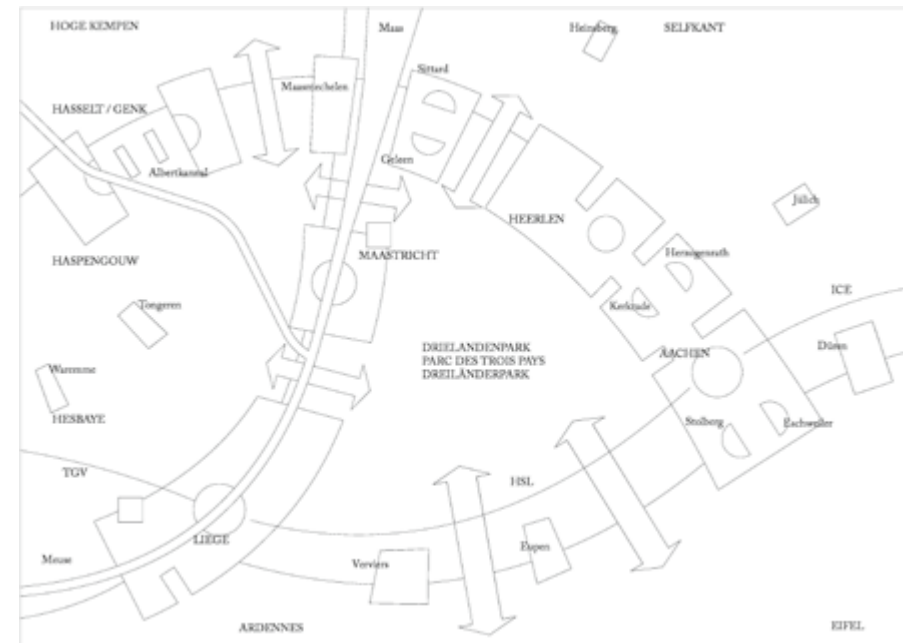 HOGE KEMPEN
Maas
Heinsberg
SELFKANT
Sittard
Maasmechelen
HASSELT / GENK
Albertkanaal
Geleen
Jülich
HEERLEN
MAASTRICHT
Herzogenrath
HASPENGOUW
ICE
Tongeren
Kerkrade
DRIELANDENPARK
PARC DES TROIS PAYS
DREILÄNDERPARK
AACHEN
Düren
Waremme
HESBAYE
Stolberg
Eschweiler
TGV
HSL
LIEGE
Eupen
Meuse
Verviers
ARDENNES
EIFEL